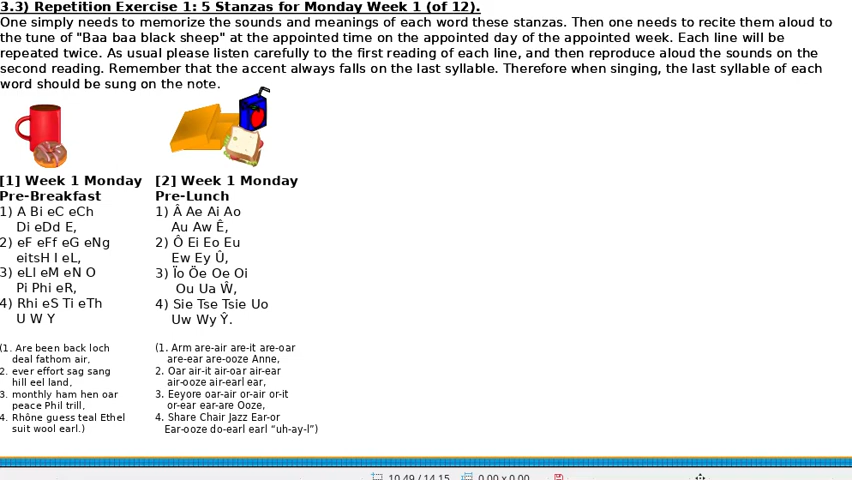 3.3) Repetition Exercise 1: 5 Stanzas for Monday Week 1 (of 12).
One simply needs to memorize the sounds and meanings of each word these stanzas. Then one needs to recite them aloud to
the tune of "Baa baa black sheep" at the appointed time on the appointed day of the appointed week. Each line will be
repeated twice. As usual please listen carefully to the first reading of each line, and then reproduce aloud the sounds on the
second reading. Remember that the accent always falls on the last syllable. Therefore when singing, the last syllable of each
word should be sung on the note.
[1] Week 1 Monday
Pre-Breakfast
1) A Bi eC eCh
Di eDd E,
2) eF eFf eG eNg
eitsH I eL,
3) eLl eM eN O
Pi Phi eR,
4) Rhi eS Ti eTh
U W Y
(1. Are been back loch
deal fathom air,
2. ever effort sag sang
hill eel land,
3. monthly ham hen oar
peace Phil trill,
4. Rhône guess teal Ethel
suit wool earl.)
[2] Week 1 Monday
Pre-Lunch
1) Â Ae Ai Ao
Au Aw Ê,
2) Ô Ei Eo Eu
Ew Ey Û,
3) Ïo Öe Oe Oi
Ou Ua Ŵ,
4) Sie Tse Tsie Uo
Uw Wy Ŷ.
(1. Arm are-air are-it are-oar
are-ear are-ooze Anne,
2. Oar air-it air-oar air-ear
air-ooze air-earl ear,
3. Eeyore oar-air or-air or-it
or-ear ear-are Ooze,
4. Share Chair Jazz Ear-or
Ear-ooze do-earl earl “uh-ay-l”)
10.49 / 14.15 0.00 x 0.00